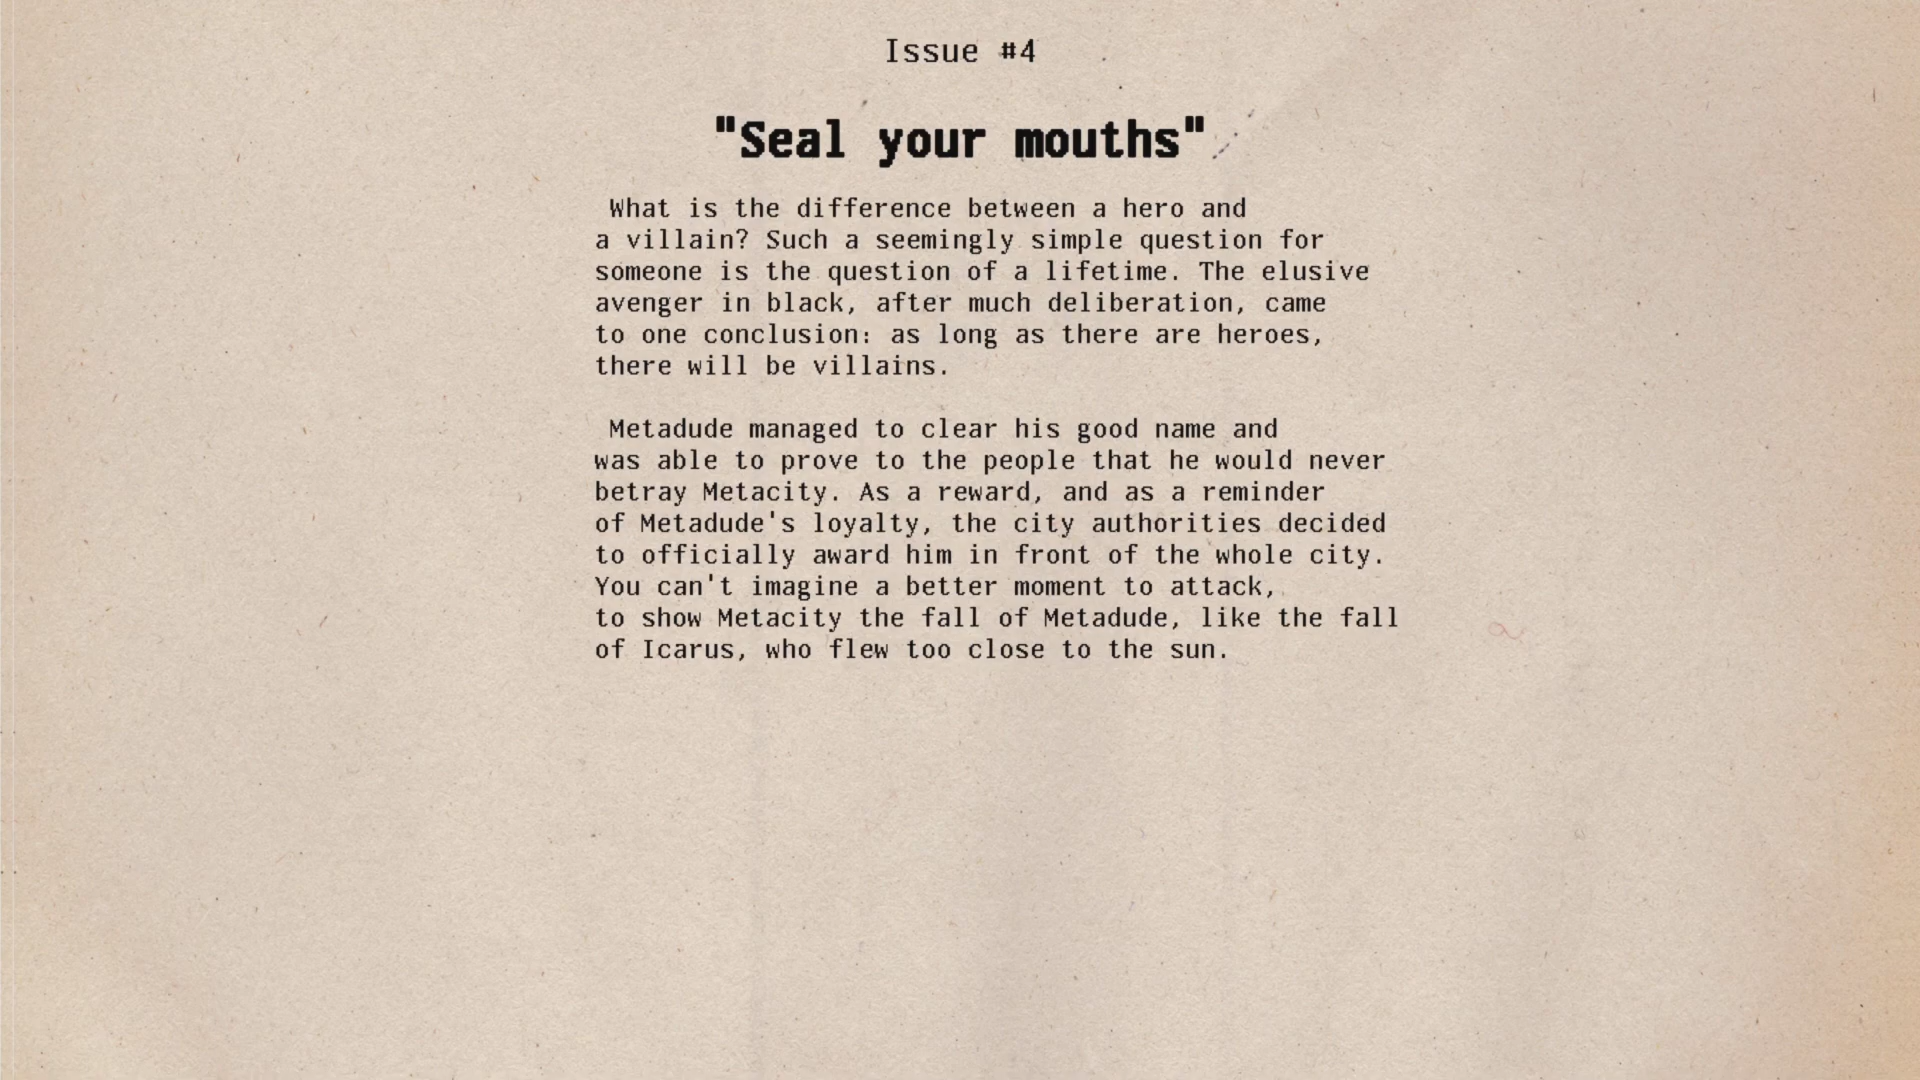 Issue #4
"Seal your mouths"
What is the difference between a hero and
a villain? Such a seemingly simple question for
someone is the question of a lifetime. The elusive
avenger in black, after much deliberation, came
to one conclusion: as long as there are heroes,
there will be villains.
Metadude managed to clear his good name and
was able to prove to the people that he would never
betray Metacity. As a reward, and as a reminder
of Metadude's loyalty, the city authorities decided
to officially award him in front of the whole city.
You can't imagine a better moment to attack,
to show Metacity the fall of Metadude, like the fall
of Icarus, who flew too close to the sun.